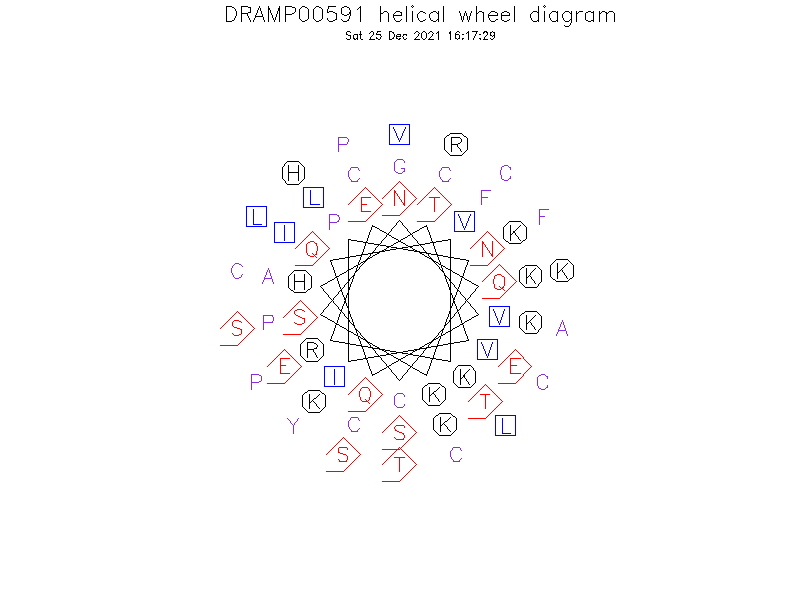 DRAMP00591 helical wheel diagram
Sat 25 Dec 2021 16:17:29
P V R
H C G C C
L E N T F
L P V F
I K
Q N
C A H Q K K
S P S V K A
R V
E E
P I K C
K Q C K T
Y C S K L
S T C